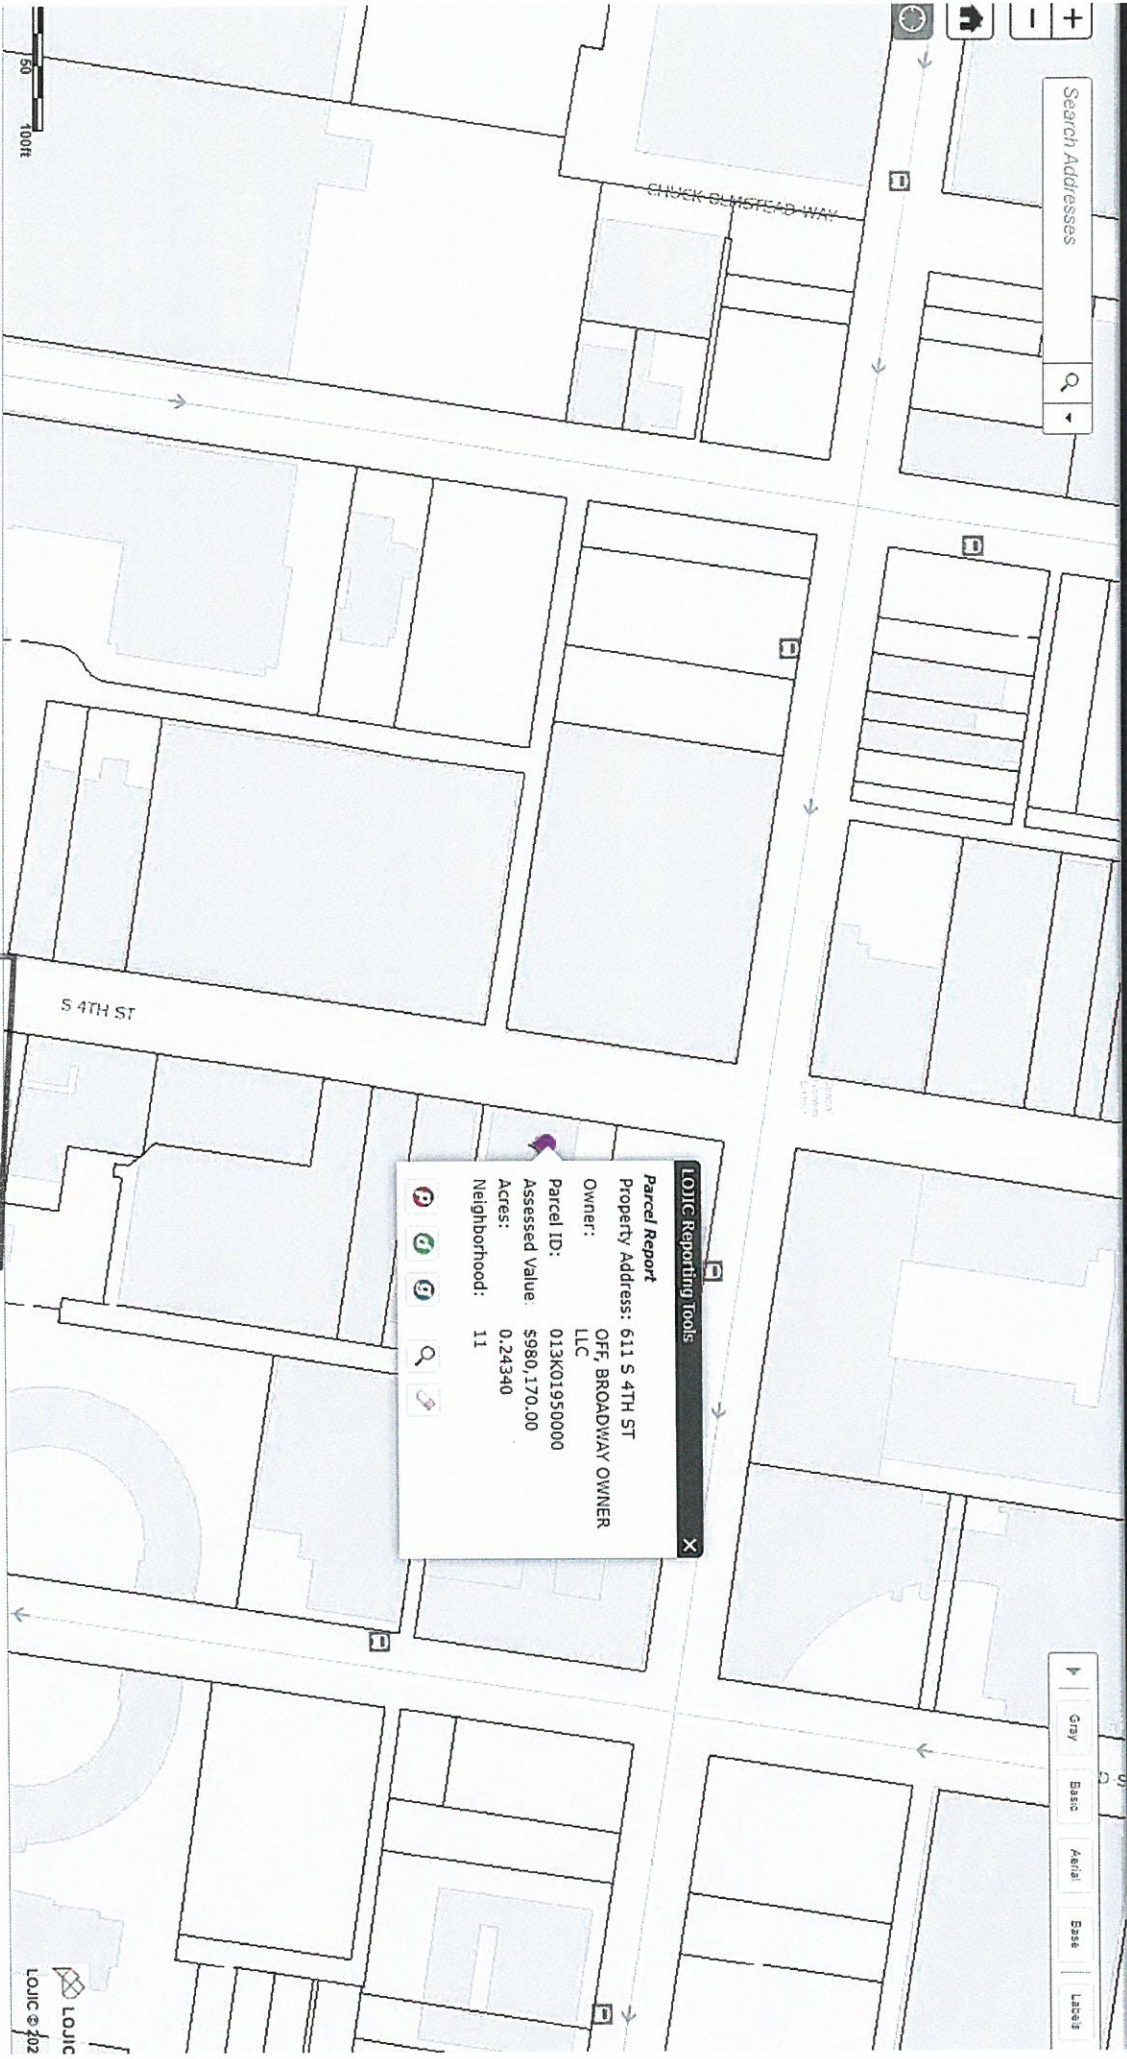 +
−
Search Addresses
Gray
Basic
Aerial
Base
Labels
CHUCK OLMSTEAD WAY
S 4TH ST
LOJIC Reporting Tools
X
Parcel Report
Property Address: 611 S 4TH ST
Owner: OFF, BROADWAY OWNER
LLC
Parcel ID: 013K01950000
Assessed Value: $980,170.00
Acres: 0.24340
Neighborhood: 11
50
100ft
LOJIC
LOJIC © 202